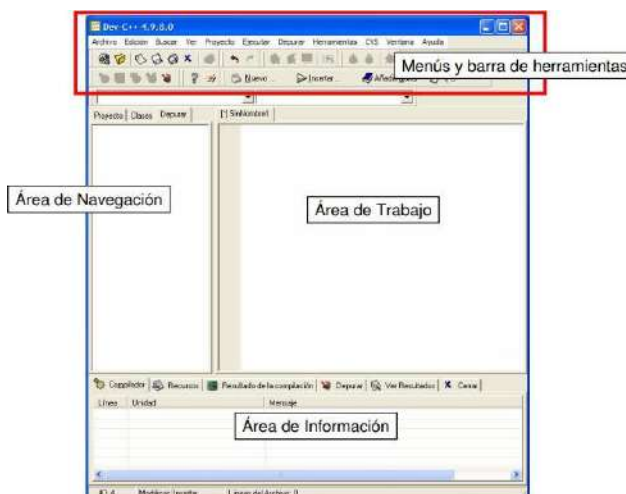 Dev-C++ 4.9.8.0
Archivo Edición Buscar Ver Proyecto Ejecutar Depurar Herramientas CVS Ventana Ayuda
Menús y barra de herramientas
Nuevo Insertar
Proyecto Clases Depurar [*] SinNombre1
Área de Navegación
Área de Trabajo
Compilador Recursos Resultado de la compilación Depurar Ver Resultados Cerrar
Línea Unidad Mensaje
Área de Información